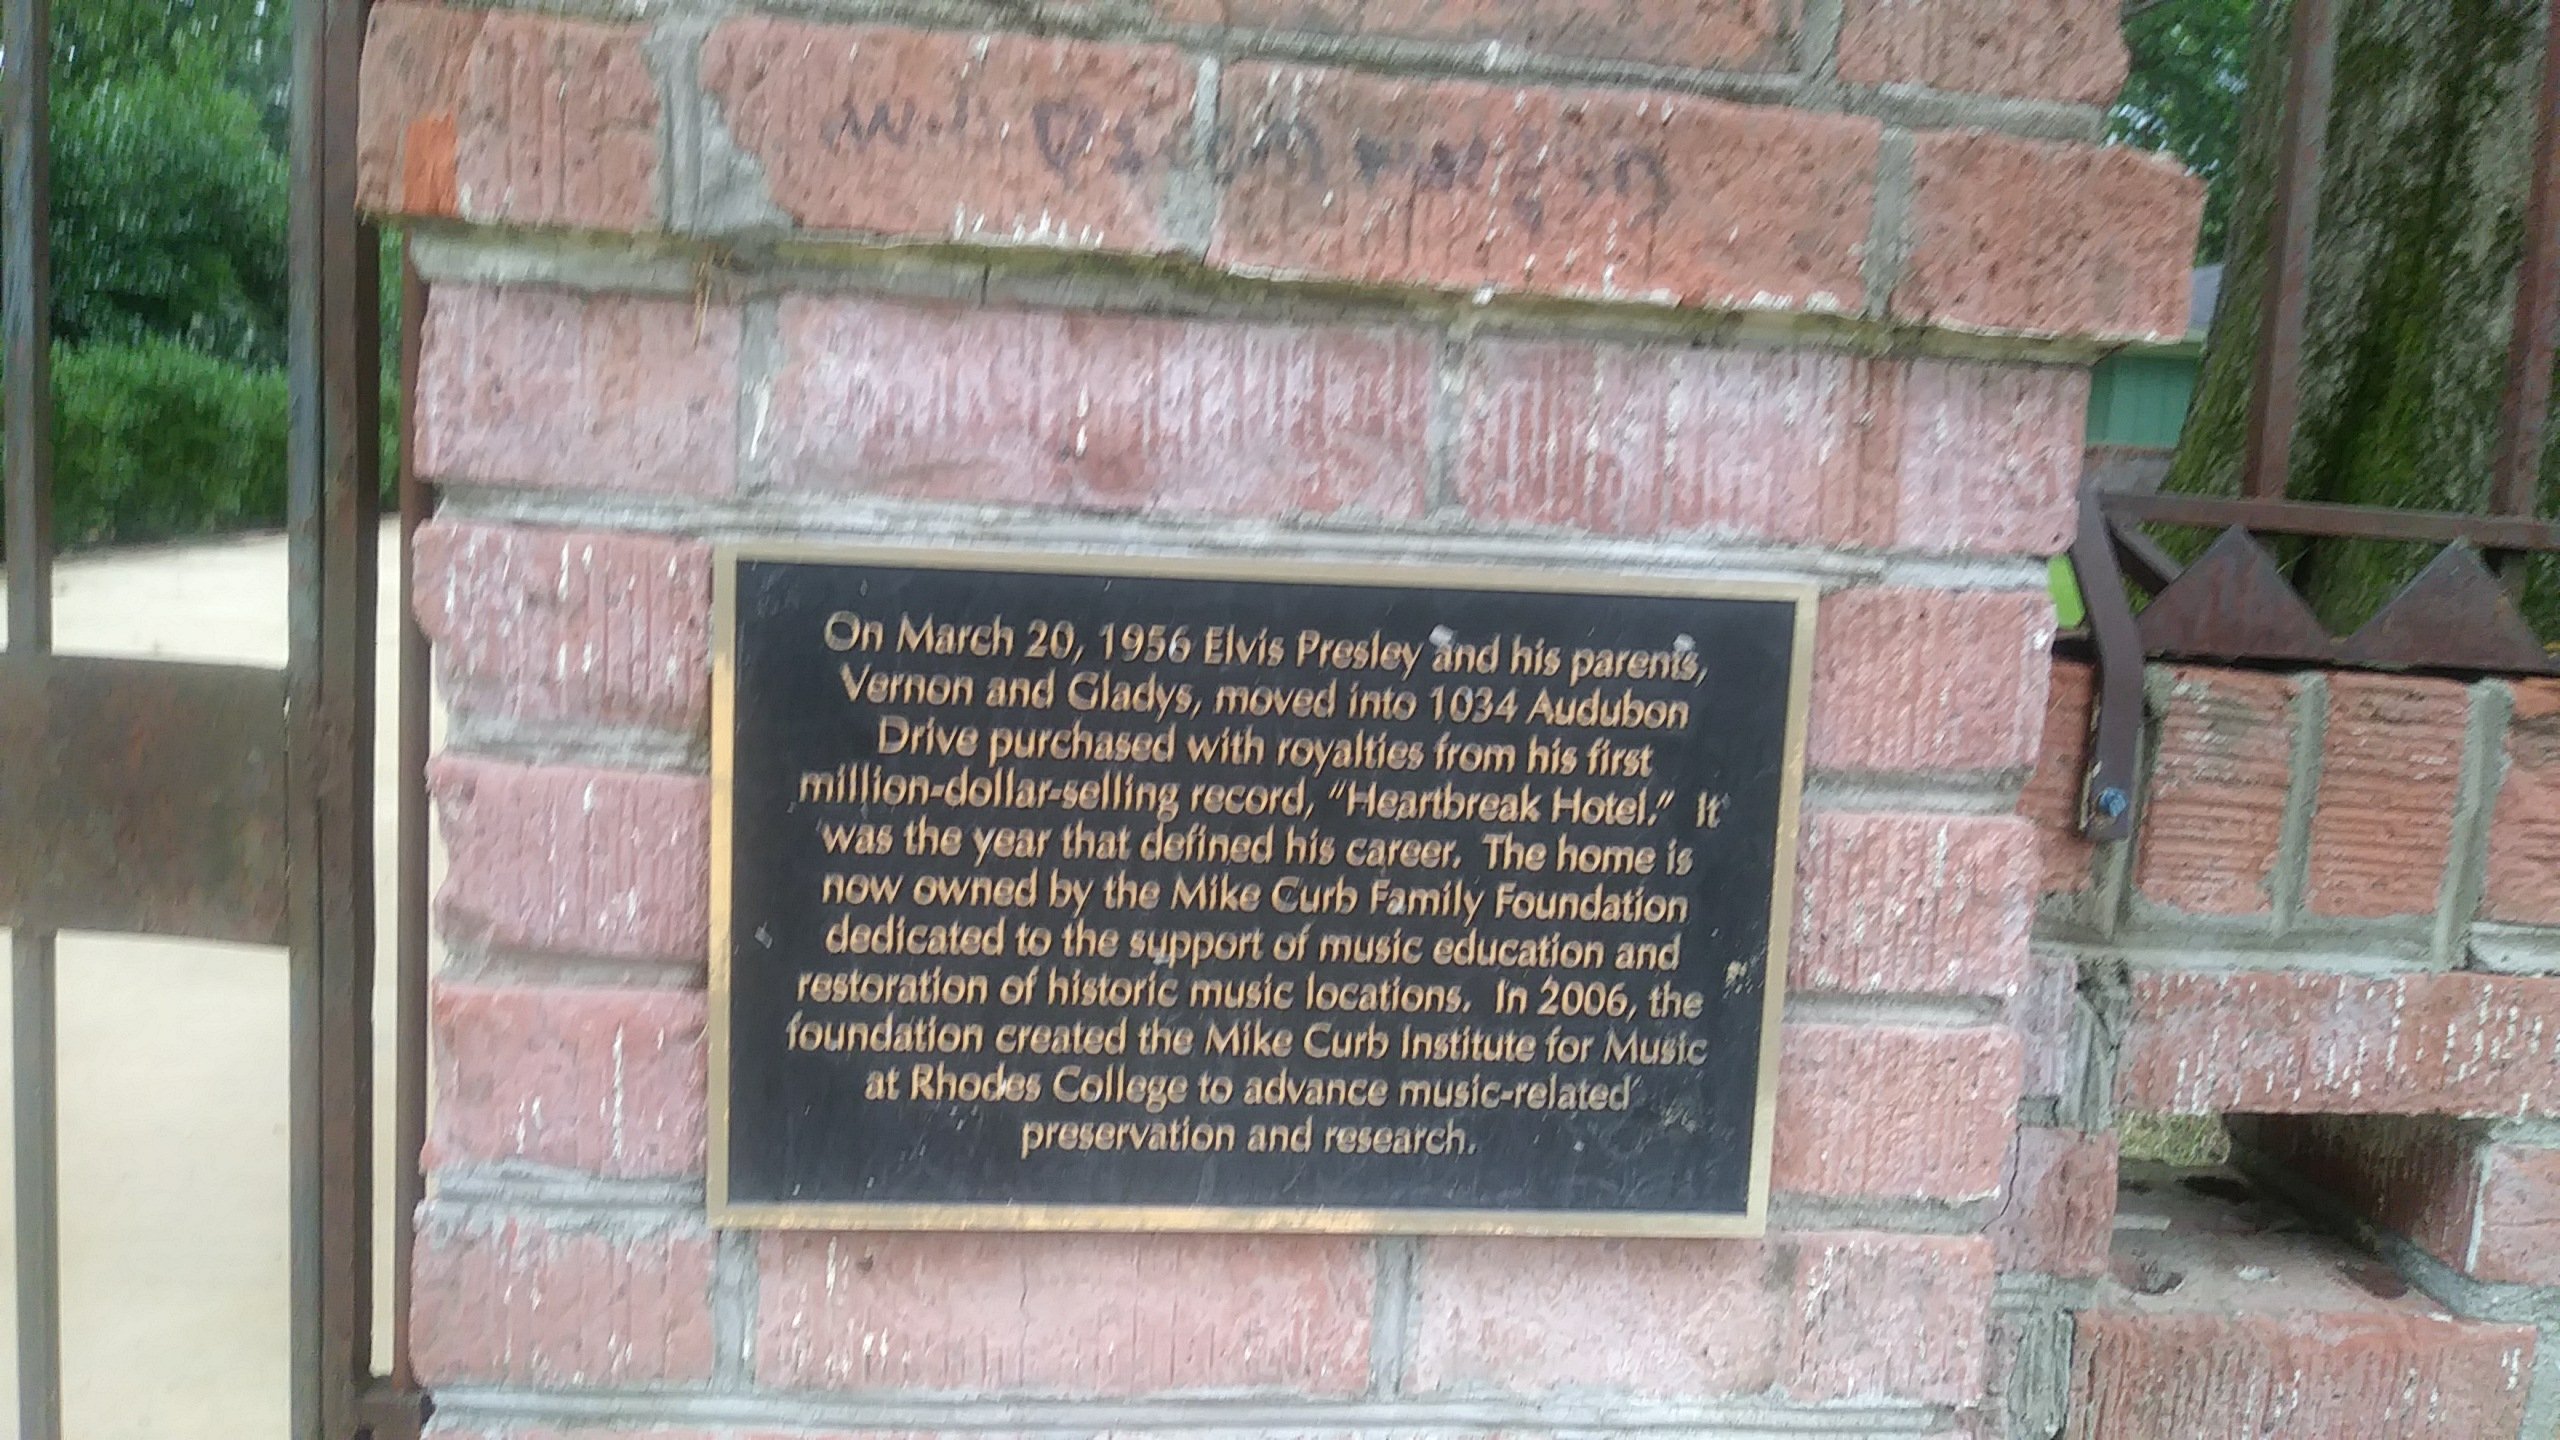 On March 20, 1956 Elvis Presley and his parents,
Vernon and Gladys, moved into 1034 Audubon
Drive purchased with royalties from his first
million-dollar-selling record, "Heartbreak Hotel." It
was the year that defined his career. The home is
now owned by the Mike Curb Family Foundation
dedicated to the support of music education and
restoration of historic music locations. In 2006, the
foundation created the Mike Curb Institute for Music
at Rhodes College to advance music-related
preservation and research.